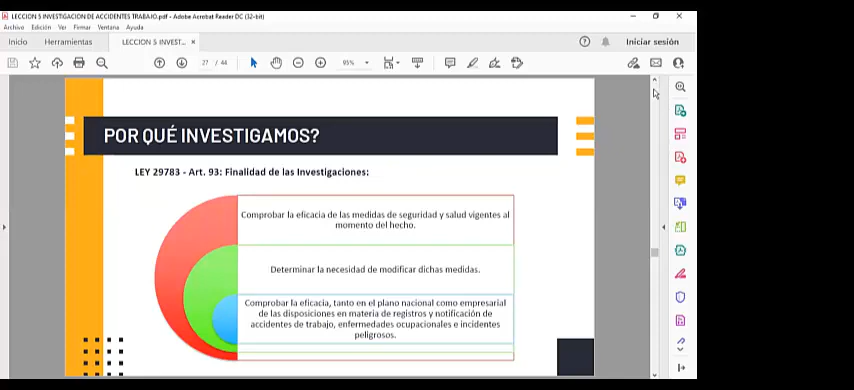 LECCION 5 INVESTIGACION DE ACCIDENTES TRABAJO.pdf - Adobe Acrobat Reader DC (32-bit)
Archivo Edición Ver Firmar Ventana Ayuda
Inicio Herramientas LECCION 5 INVEST... × Iniciar sesión
27 / 44 95%
POR QUÉ INVESTIGAMOS?
LEY 29783 - Art. 93: Finalidad de las Investigaciones:
Comprobar la eficacia de las medidas de seguridad y salud vigentes al
momento del hecho.
Determinar la necesidad de modificar dichas medidas.
Comprobar la eficacia, tanto en el plano nacional como empresarial
de las disposiciones en materia de registros y notificación de
accidentes de trabajo, enfermedades ocupacionales e incidentes
peligrosos.